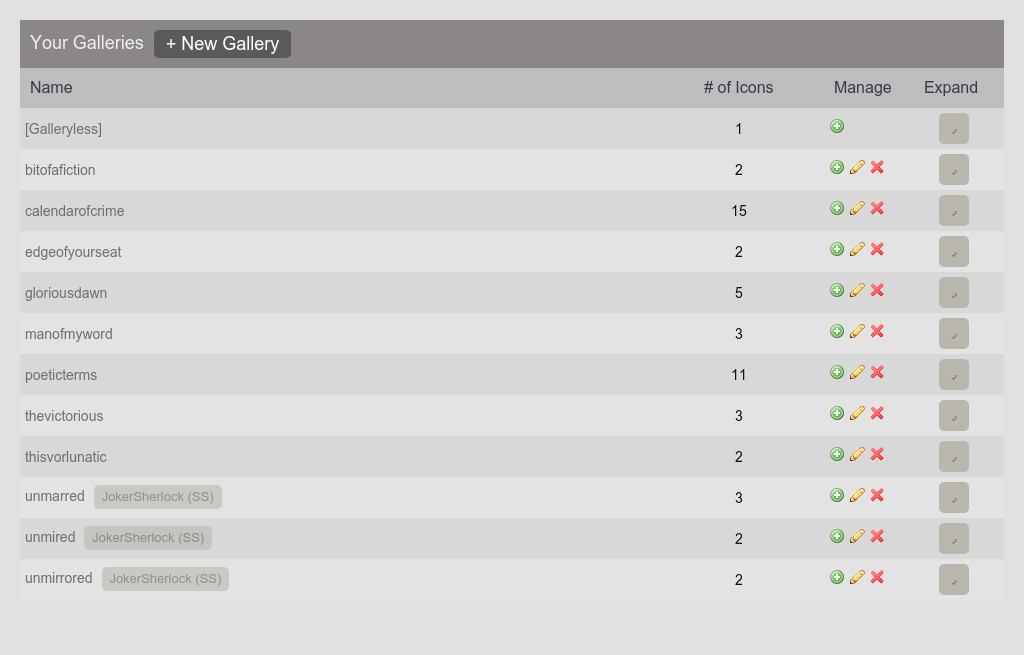 Your Galleries + New Gallery
Name # of Icons Manage Expand
[Galleryless] 1
bitofafiction 2
calendarofcrime 15
edgeofyourseat 2
gloriousdawn 5
manofmyword 3
poeticterms 11
thevictorious 3
thisvorlunatic 2
unmarred JokerSherlock (SS) 3
unmired JokerSherlock (SS) 2
unmirrored JokerSherlock (SS) 2